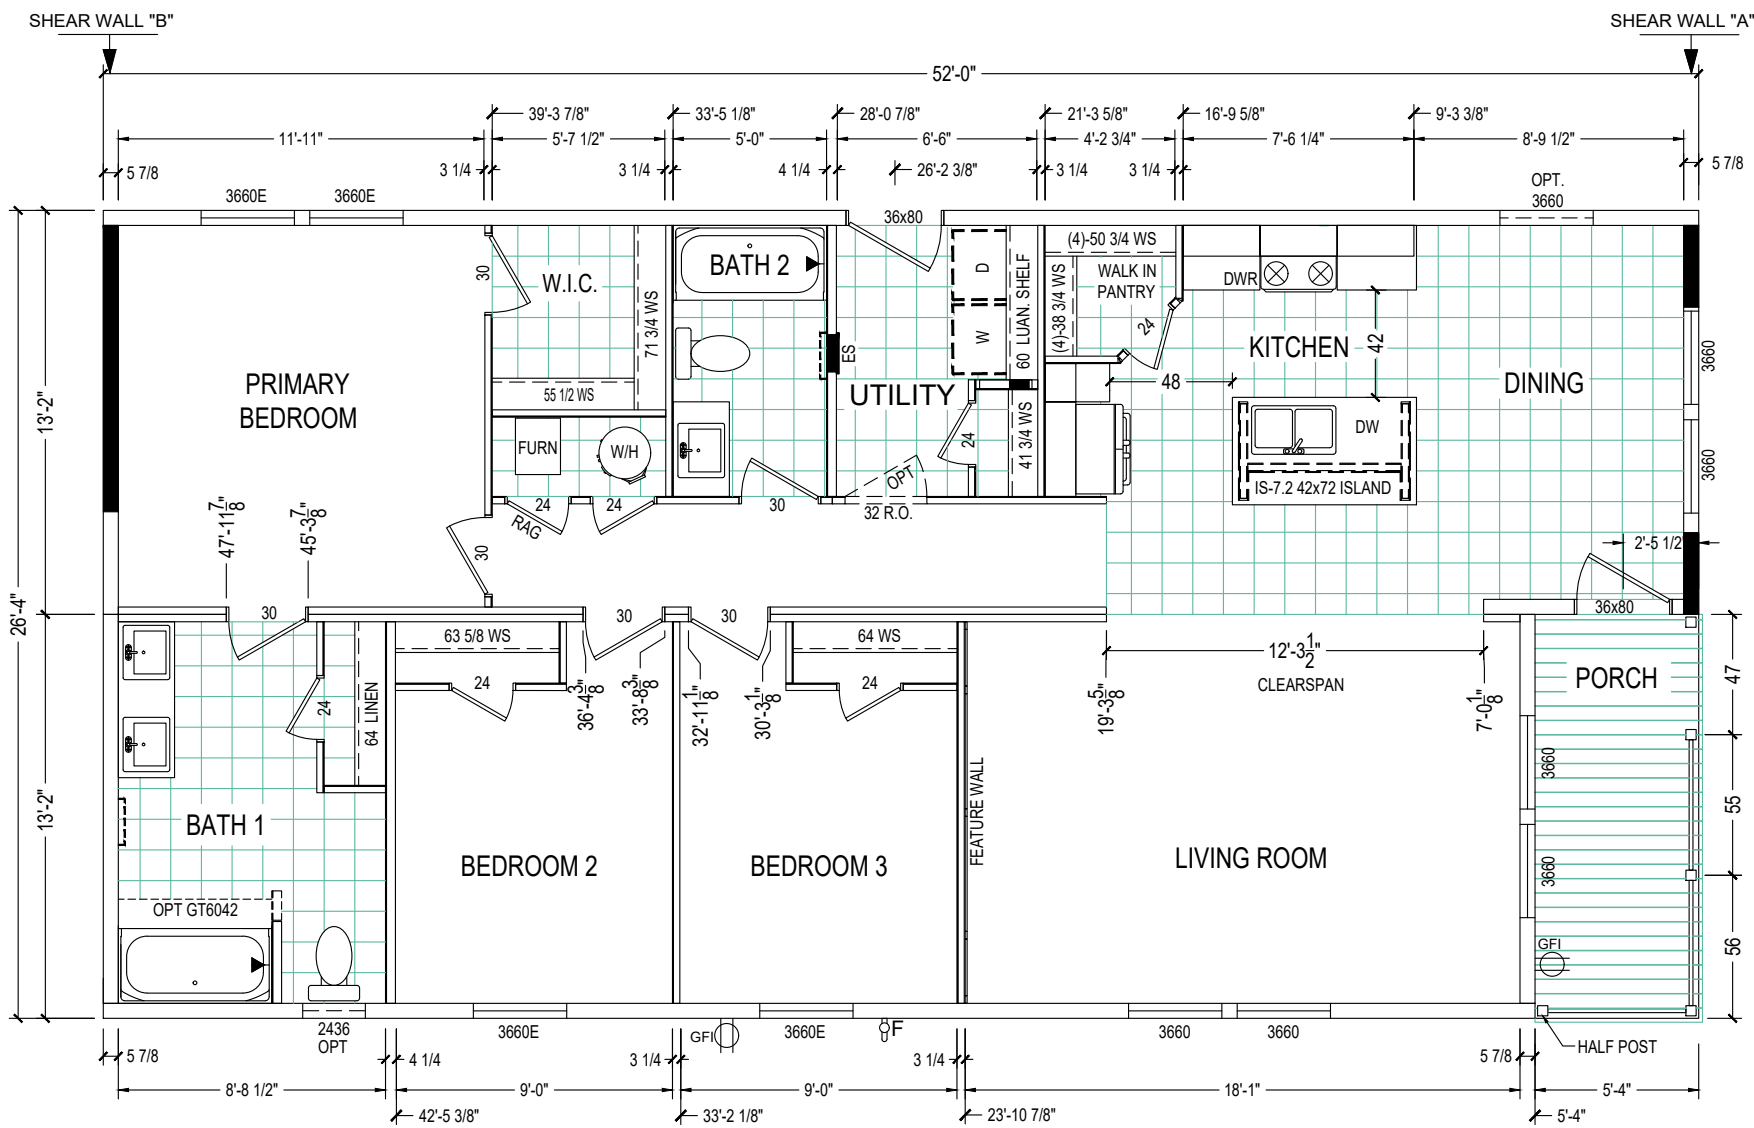 SHEAR WALL "B"
SHEAR WALL "A"
52'-0"
39'-3 7/8"
33'-5 1/8"
28'-0 7/8"
21'-3 5/8"
16'-9 5/8"
9'-3 3/8"
11'-11"
5'-7 1/2"
5'-0"
6'-6"
4'-2 3/4"
7'-6 1/4"
8'-9 1/2"
5 7/8
3 1/4
3 1/4
4 1/4
26'-2 3/8"
3 1/4
3 1/4
5 7/8
3660E
3660E
36x80
OPT.
3660
26'-4"
13'-2"
13'-2"
PRIMARY
BEDROOM
30
W.I.C.
71 3/4 WS
55 1/2 WS
FURN
W/H
24
24
RAG
30
BATH 2
ES
30
UTILITY
D
W
60 LUAN. SHELF
24
41 3/4 WS
OPT
32 R.O.
(4)-50 3/4 WS
(4)-38 3/4 WS
WALK IN
PANTRY
24
DWR
KITCHEN
42
48
DW
IS-7.2 42x72 ISLAND
DINING
3660
3660
2'-5 1/2"
36x80
47'-11 7/8"
45'-3 7/8"
30
30
30
63 5/8 WS
24
64 WS
24
36'-4 3/8"
33'-8 3/8"
32'-11 1/8"
30'-3 1/8"
24
64 LINEN
BATH 1
OPT GT6042
BEDROOM 2
BEDROOM 3
FEATURE WALL
19'-3 5/8"
12'-3 1/2"
CLEARSPAN
7'-0 1/8"
LIVING ROOM
PORCH
3660
3660
GFI
47
55
56
2436
OPT
3660E
GFI
3660E
F
3660
3660
HALF POST
5 7/8
4 1/4
3 1/4
3 1/4
5 7/8
8'-8 1/2"
9'-0"
9'-0"
18'-1"
5'-4"
42'-5 3/8"
33'-2 1/8"
23'-10 7/8"
5'-4"